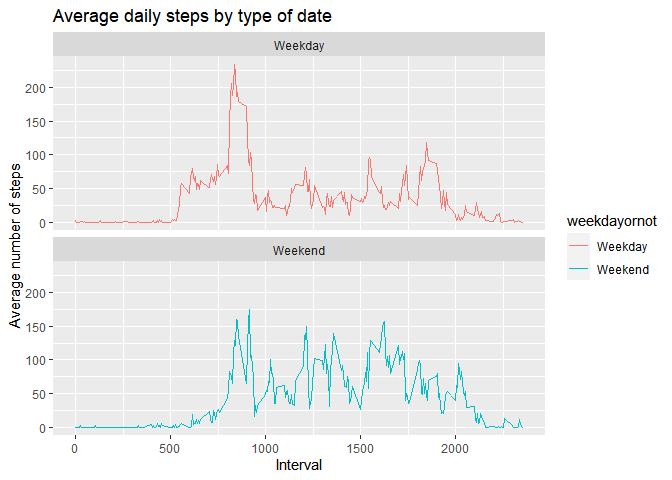 Average daily steps by type of date
Weekday
200
150
100
50
0
Weekend
200
150
100
50
0
Average number of steps
0 500 1000 1500 2000
Interval
weekdayornot
Weekday
Weekend